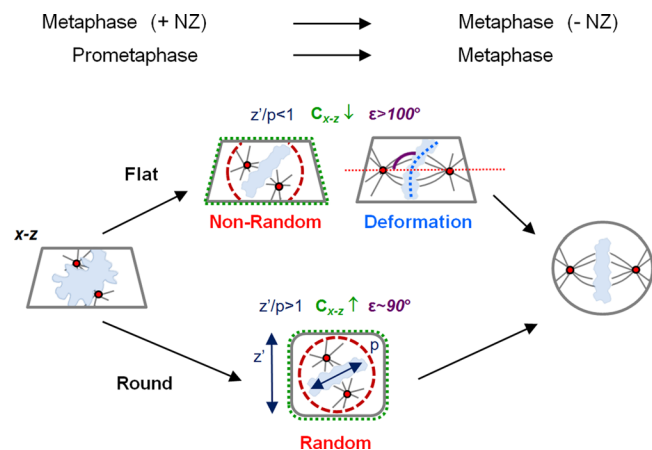 Metaphase (+ NZ) Metaphase (- NZ)
Prometaphase Metaphase
z'/p<1 Cx-z ↓ ε>100°
Flat
Non-Random Deformation
x-z
z'/p>1 Cx-z ↑ ε~90°
z' p
Round
Random